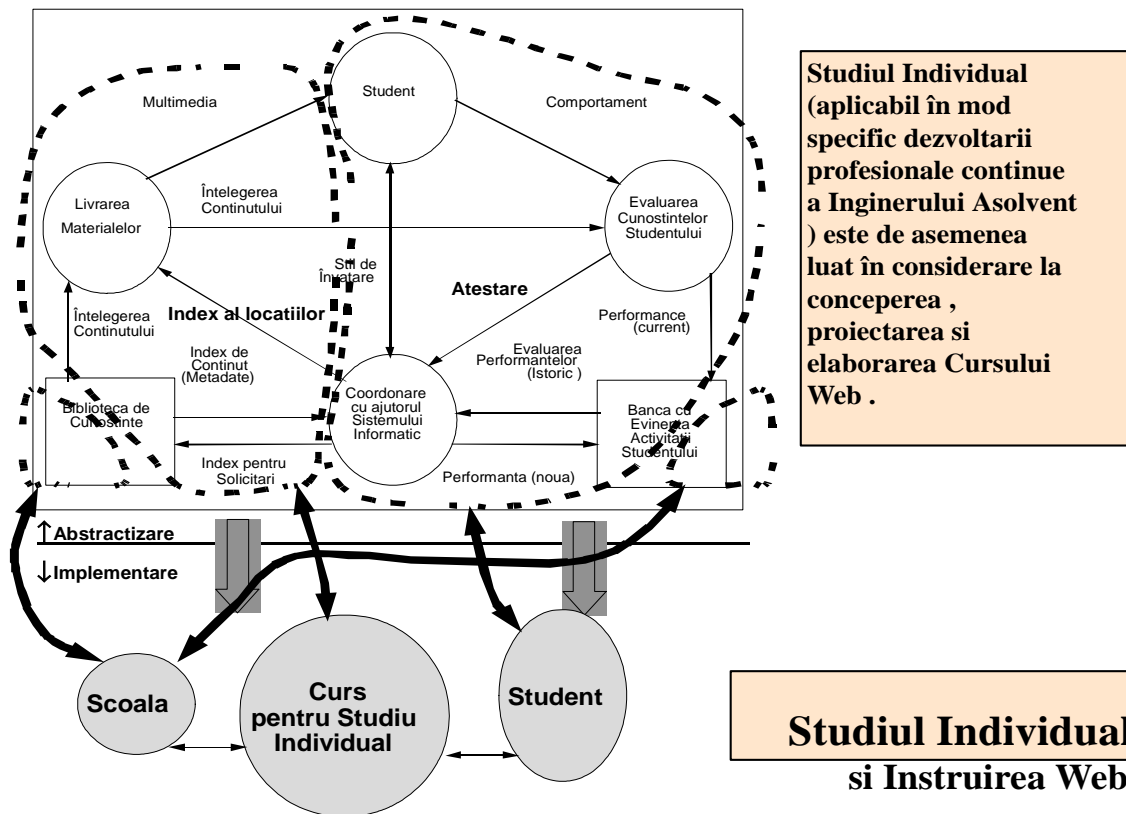 Student
Multimedia
Comportament
Livrarea
Materialelor
Întelegerea
Continutului
Evaluarea
Cunostintelor
Studentului
Stil de
Învatare
Atestare
Index al locatiilor
Întelegerea
Continutului
Performance
(current)
Index de
Continut
(Metadate)
Evaluarea
Performantelor
(Istoric )
Biblioteca de
Cunostinte
Coordonare
cu ajutorul
Sistemului
Informatic
Banca cu
Evinenta
Activitatii
Studentului
Index pentru
Solicitari
Performanta (noua)
↑ Abstractizare
↓ Implementare
Scoala
Curs
pentru Studiu
Individual
Student
Studiul Individual
(aplicabil în mod
specific dezvoltarii
profesionale continue
a Inginerului Asolvent
) este de asemenea
luat în considerare la
conceperea ,
proiectarea si
elaborarea Cursului
Web .
Studiul Individual
si Instruirea Web